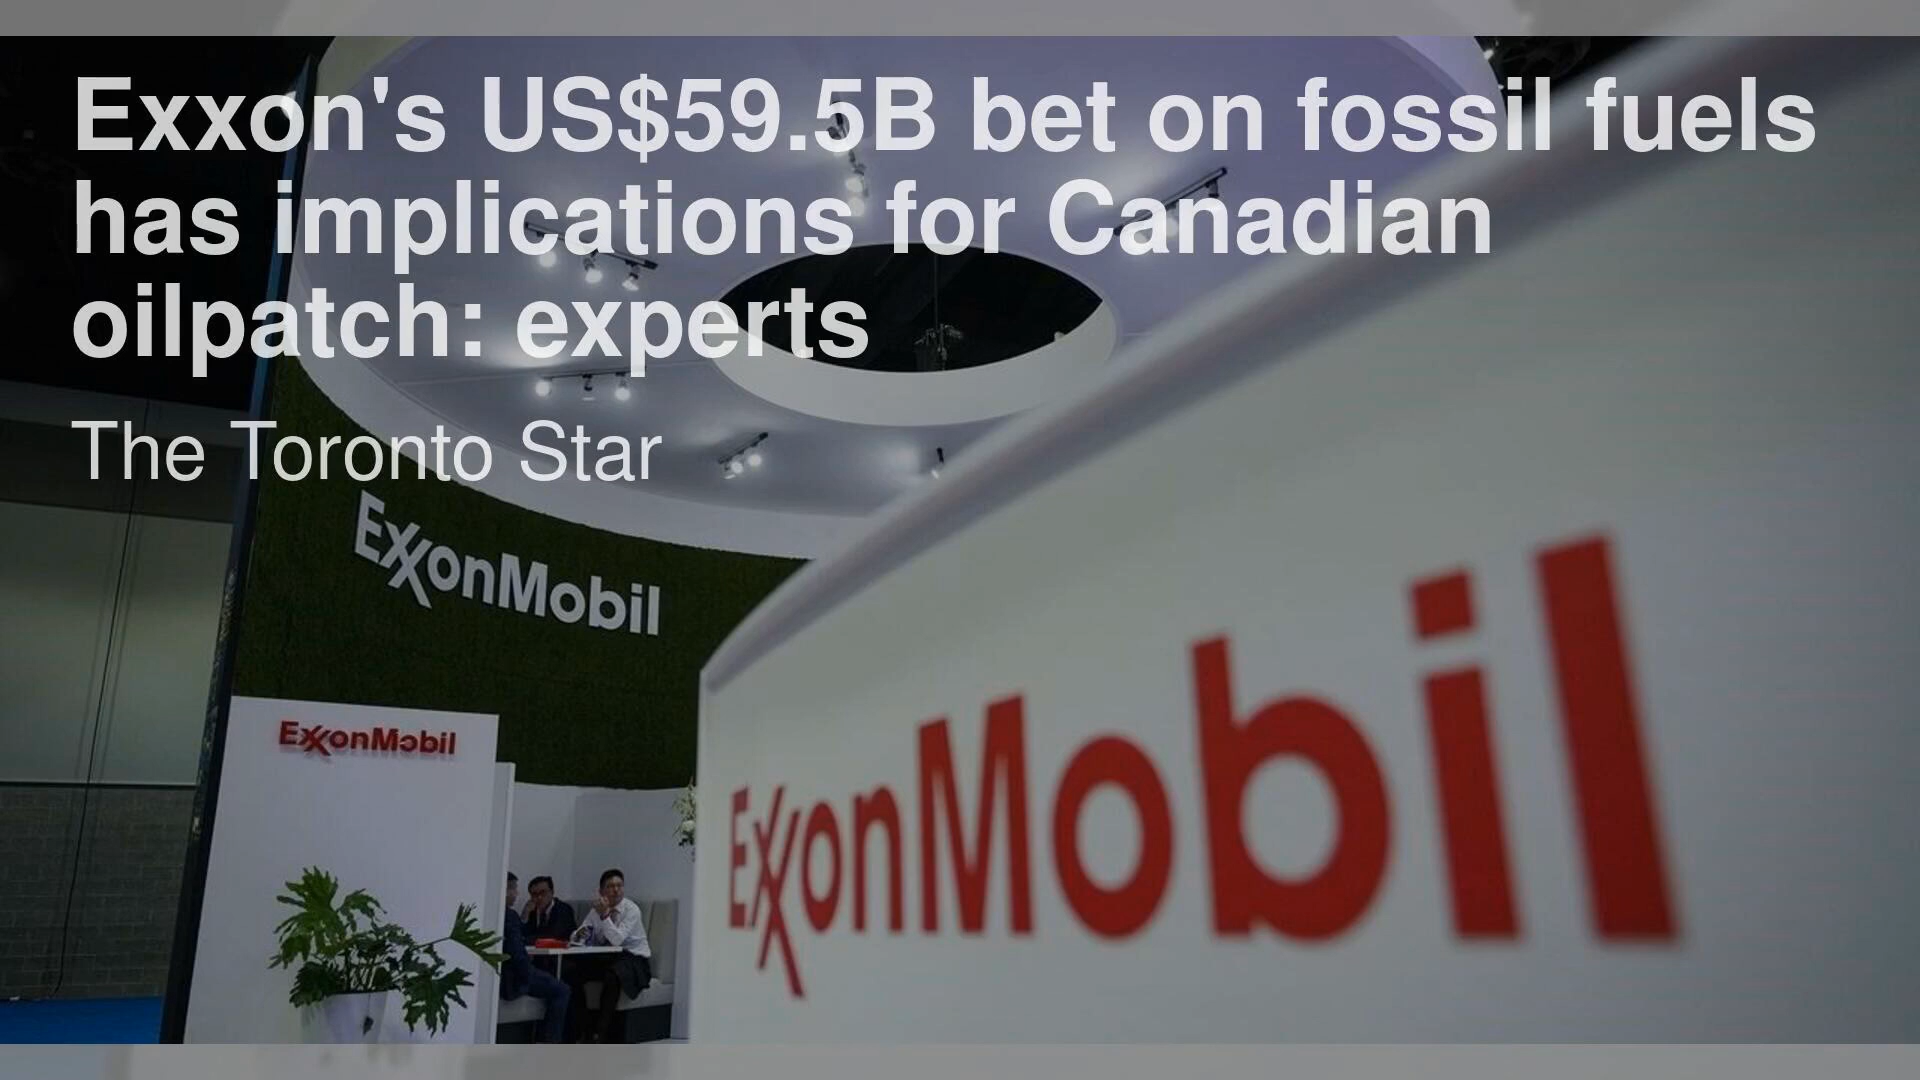 Exxon's US$59.5B bet on fossil fuels
has implications for Canadian
oilpatch: experts
The Toronto Star
ExxonMobil
ExxonMobil
ExxonMobil